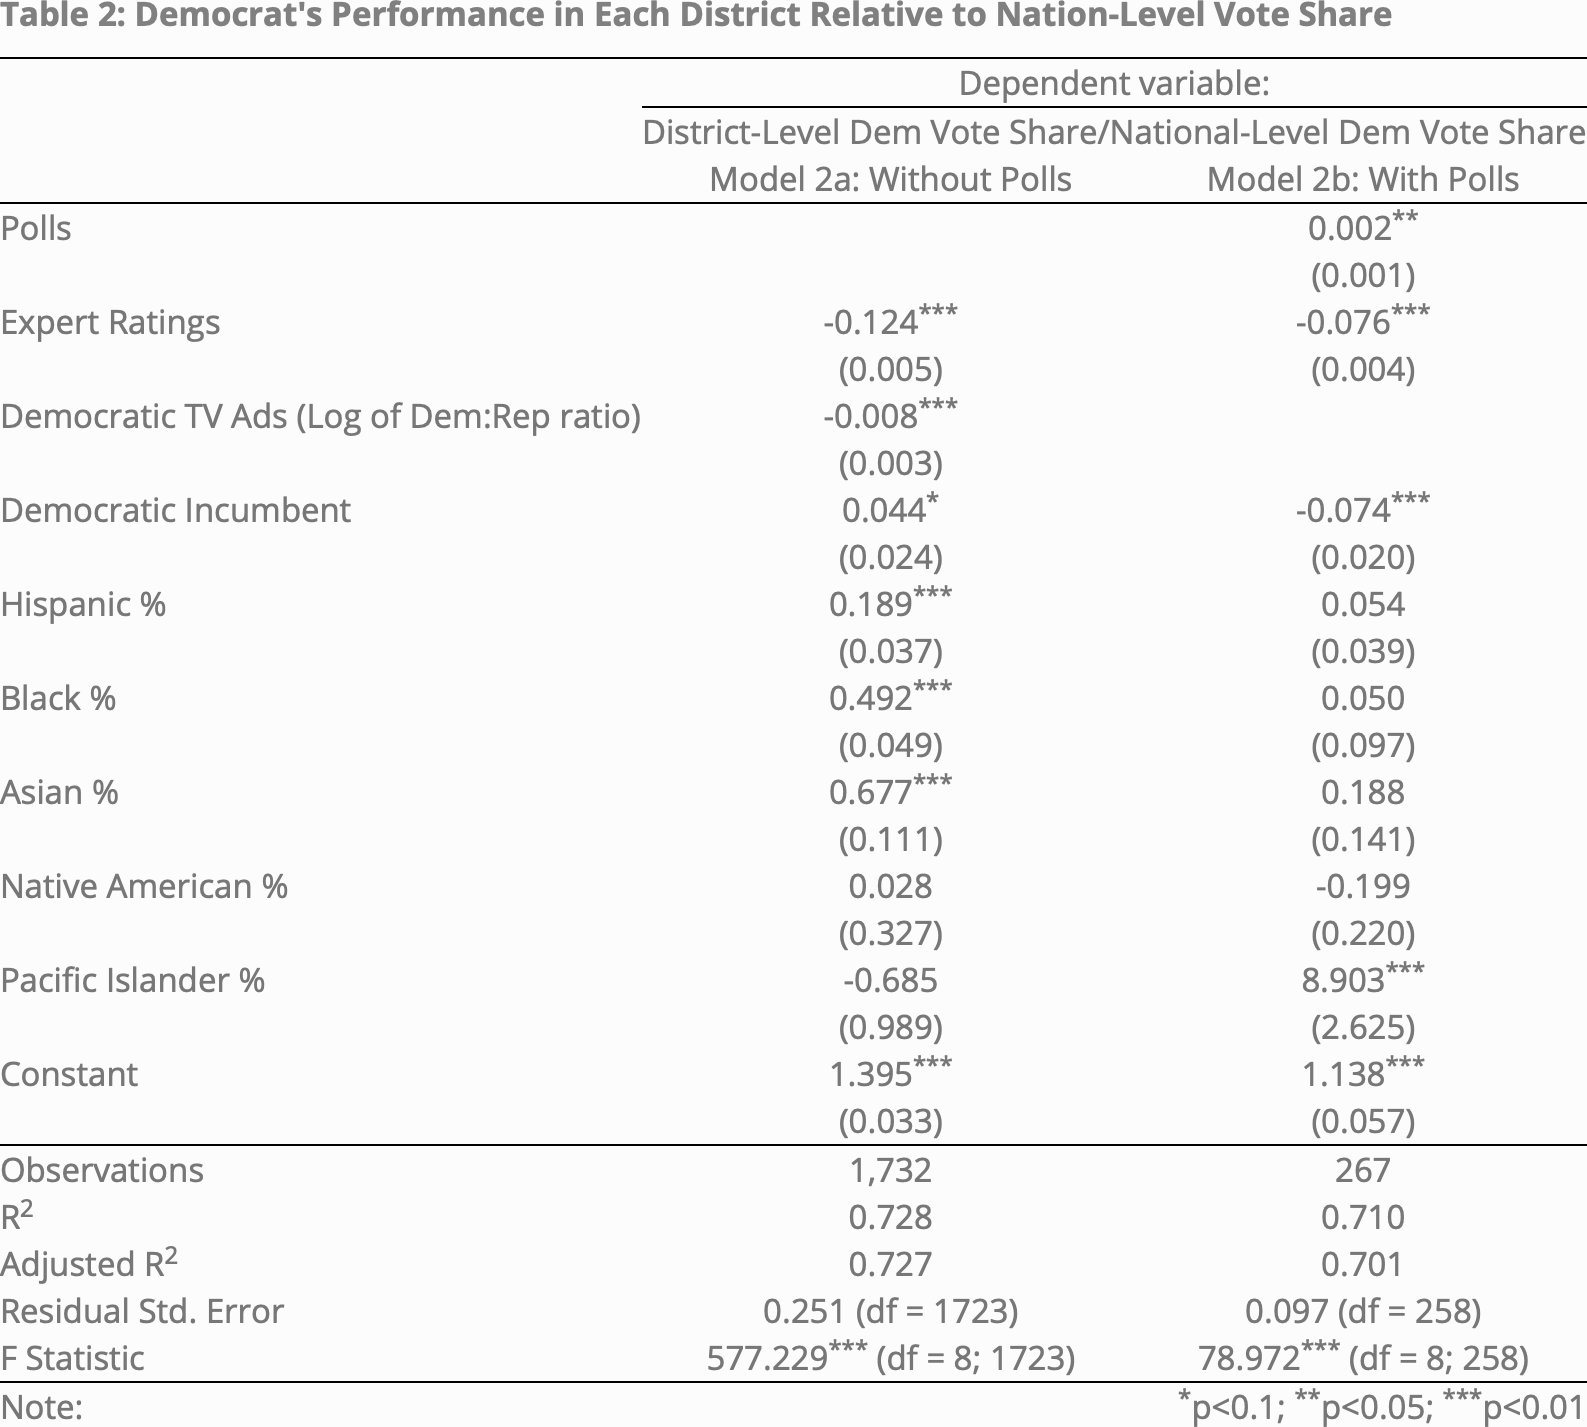 Table 2: Democrat's Performance in Each District Relative to Nation-Level Vote Share
Dependent variable:
District-Level Dem Vote Share/National-Level Dem Vote Share
Model 2a: Without Polls Model 2b: With Polls
Polls 0.002**
(0.001)
Expert Ratings -0.124*** -0.076***
(0.005) (0.004)
Democratic TV Ads (Log of Dem:Rep ratio) -0.008***
(0.003)
Democratic Incumbent 0.044* -0.074***
(0.024) (0.020)
Hispanic % 0.189*** 0.054
(0.037) (0.039)
Black % 0.492*** 0.050
(0.049) (0.097)
Asian % 0.677*** 0.188
(0.111) (0.141)
Native American % 0.028 -0.199
(0.327) (0.220)
Pacific Islander % -0.685 8.903***
(0.989) (2.625)
Constant 1.395*** 1.138***
(0.033) (0.057)
Observations 1,732 267
R2 0.728 0.710
Adjusted R2 0.727 0.701
Residual Std. Error 0.251 (df = 1723) 0.097 (df = 258)
F Statistic 577.229*** (df = 8; 1723) 78.972*** (df = 8; 258)
Note: *p<0.1; **p<0.05; ***p<0.01